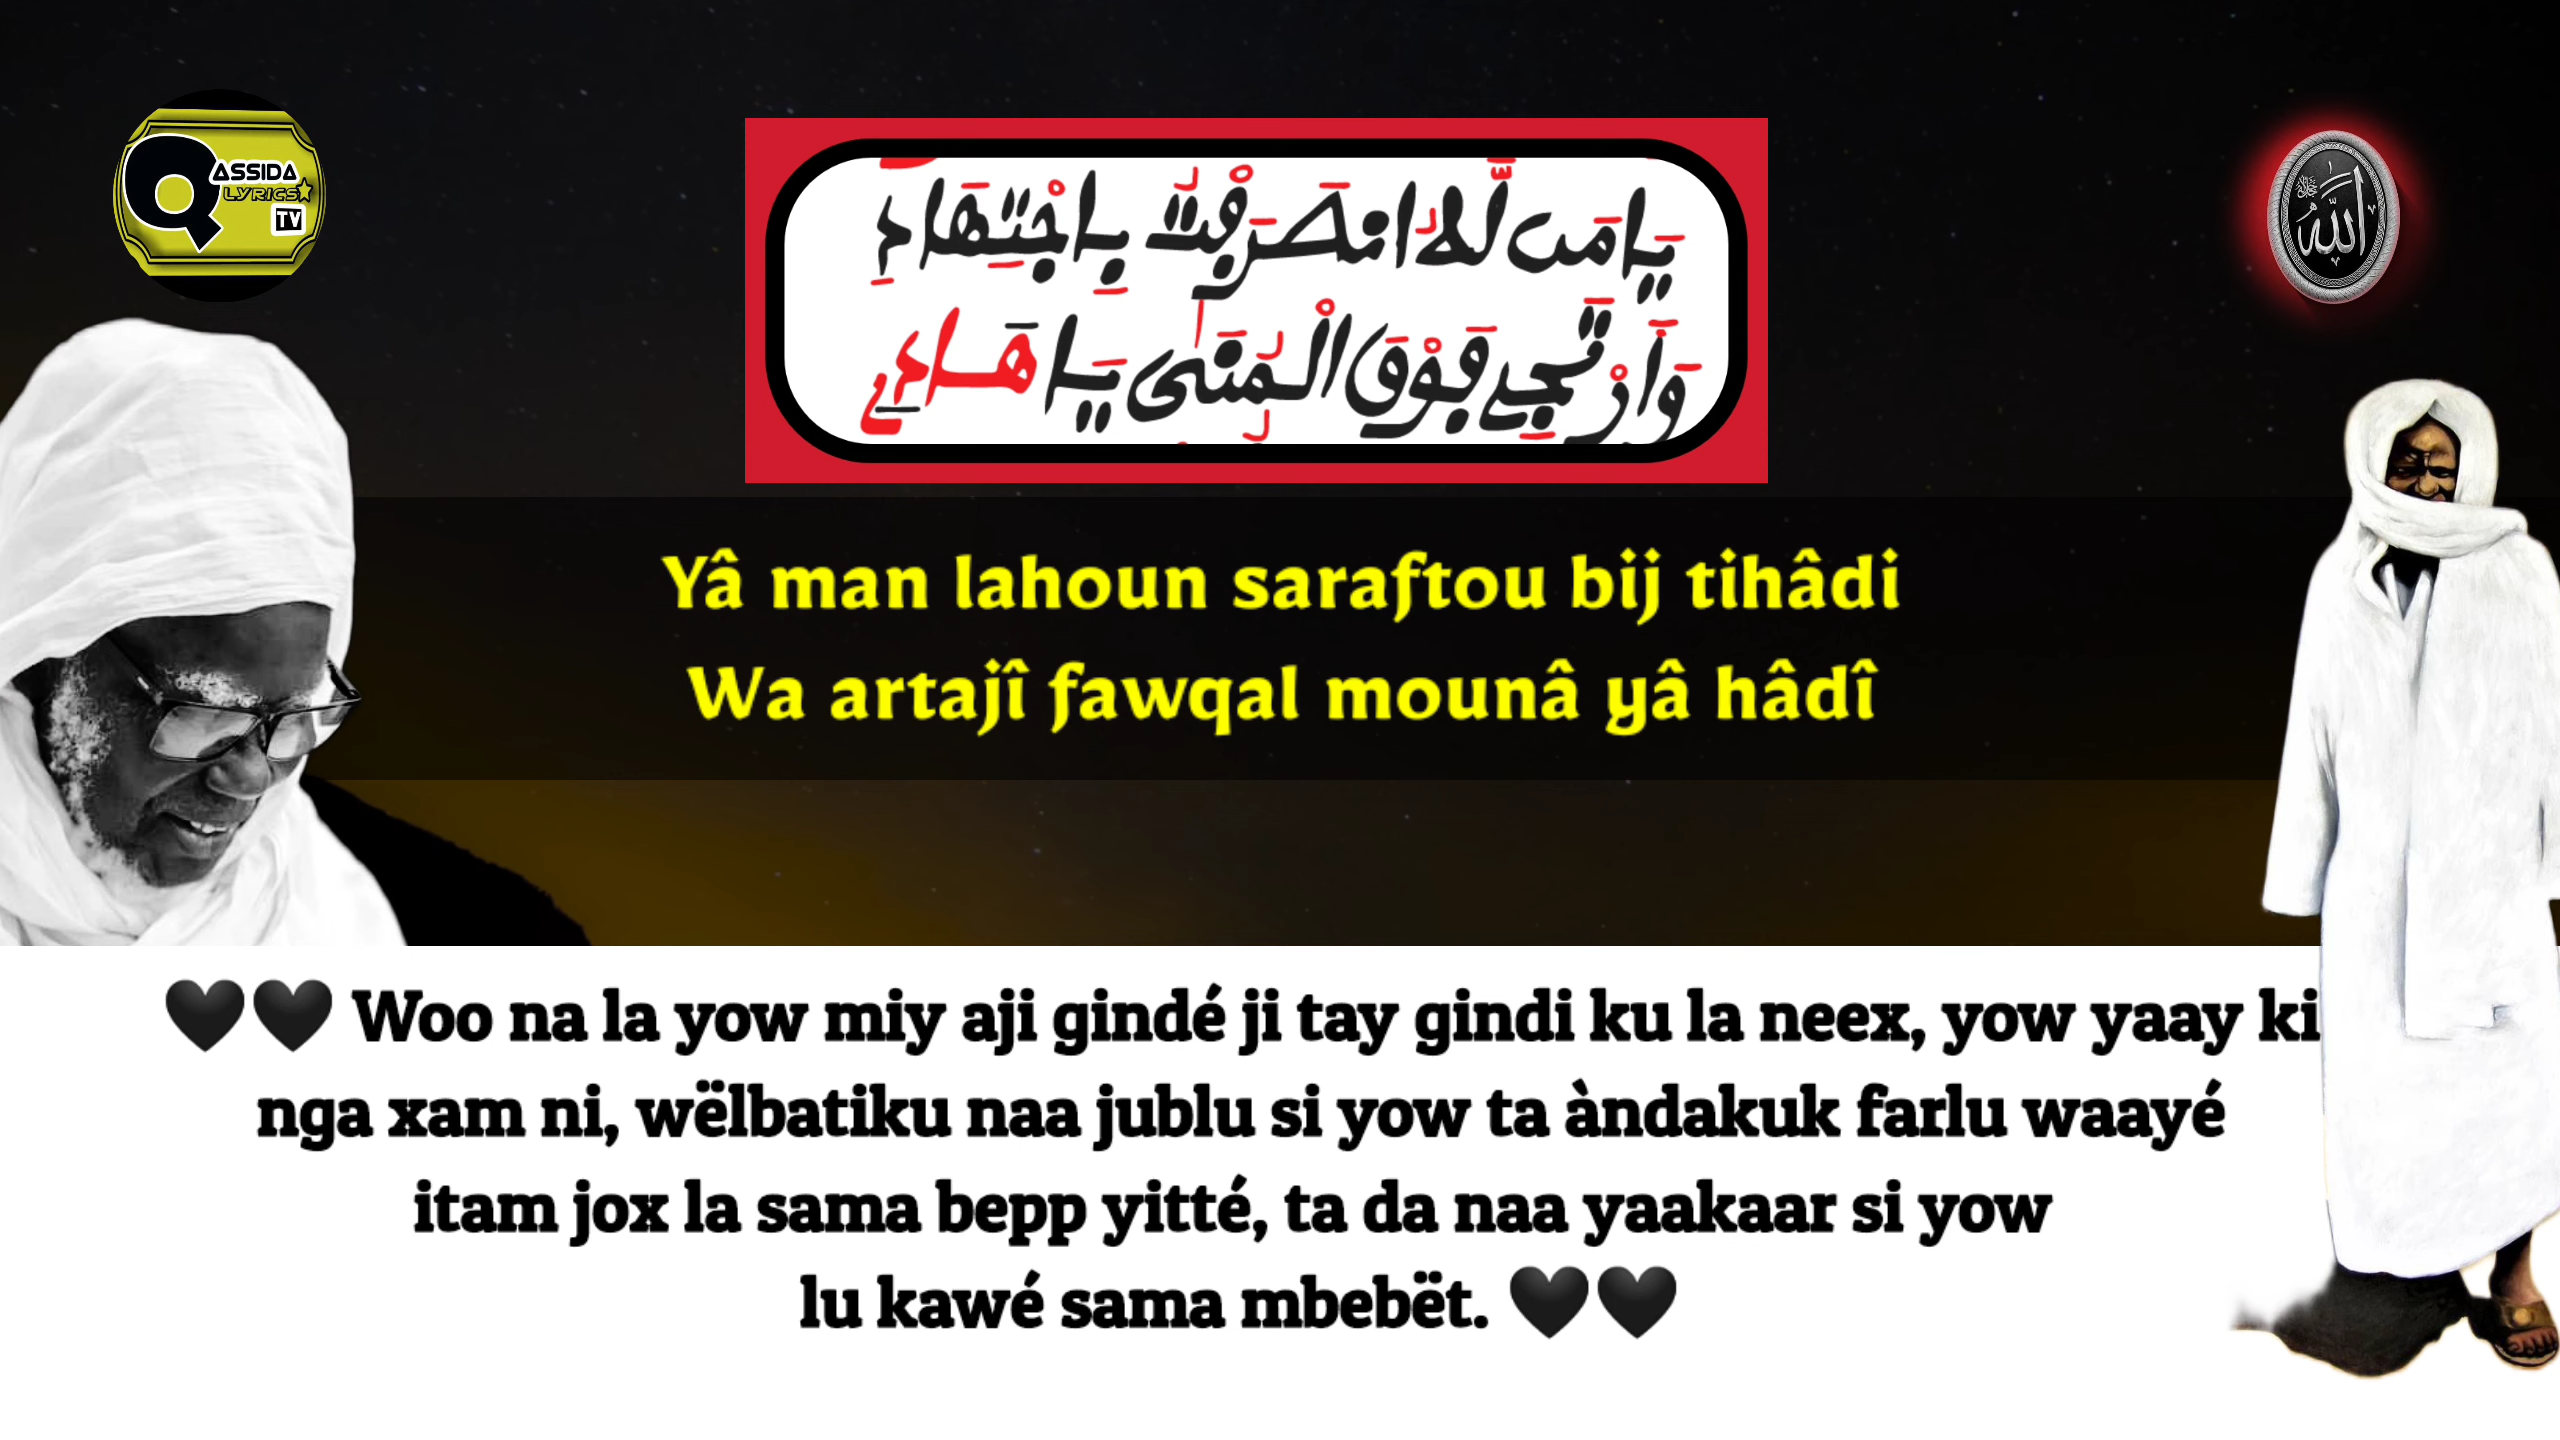 QASSIDA
LYRICS
TV
الله
يَا مَن لَّهُ انصَرَفْتُ بِاجْتِهَادِ
وَأَرْتَجِي فَوْقَ الْمُنَى يَا هَادِي
Yâ man lahoun saraftou bij tihâdi
Wa artajî fawqal mounâ yâ hâdî
🖤🖤 Woo na la yow miy aji gindé ji tay gindi ku la neex, yow yaay ki
nga xam ni, wëlbatiku naa jublu si yow ta àndakuk farlu waayé
itam jox la sama bepp yitté, ta da naa yaakaar si yow
lu kawé sama mbebët. 🖤🖤